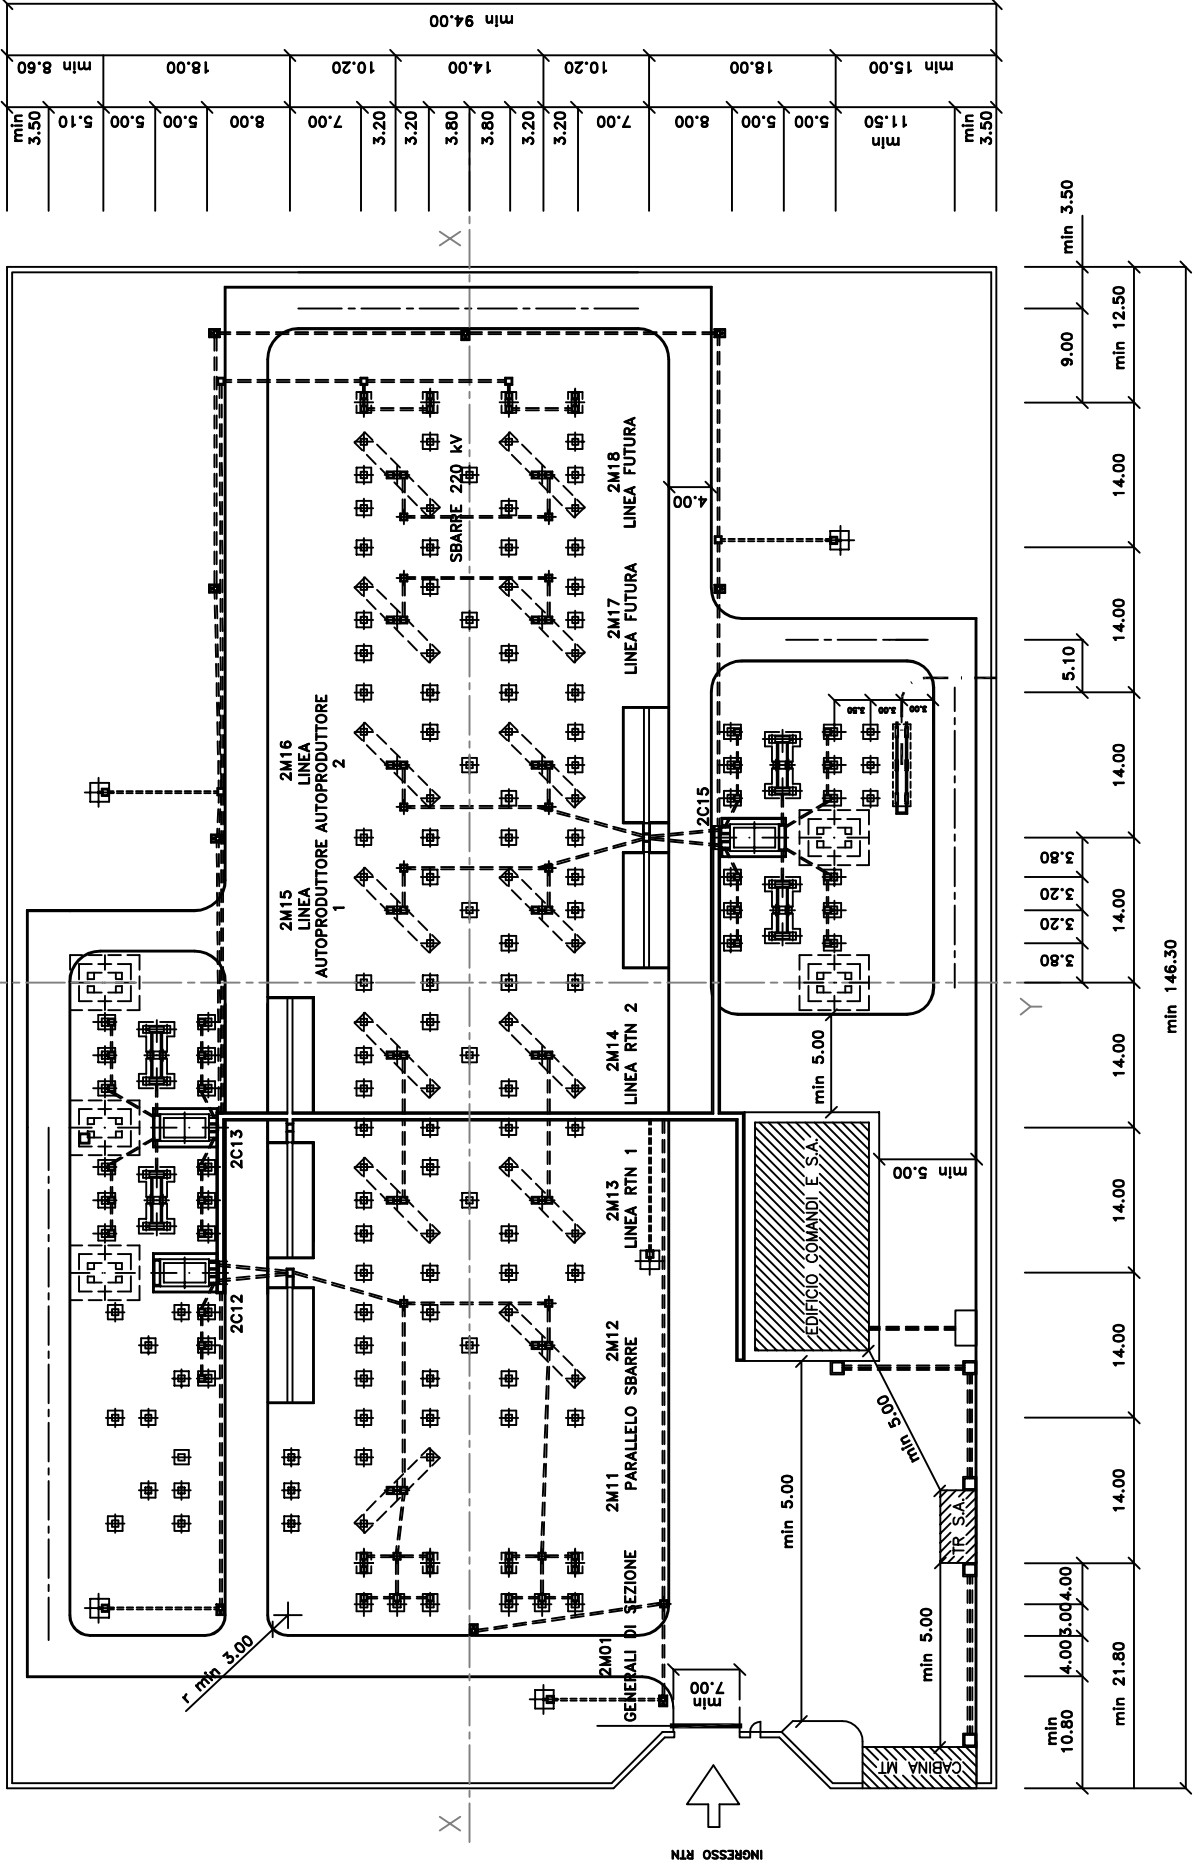 min 94.00
min 8.60
18.00
10.20
14.00
10.20
18.00
min 15.00
min
3.50
5.10
5.00
5.00
8.00
7.00
3.20
3.20
3.80
3.80
3.20
3.20
7.00
8.00
5.00
5.00
11.50
min
min
3.50
X
min 3.50
9.00
min 12.50
SBARRE 220 kV
2M18
LINEA FUTURA
4.00
14.00
2M17
LINEA FUTURA
14.00
5.10
2M16
LINEA
AUTOPRODUTTORE
2
3.50
3.60
3.00
2C15
14.00
2M15
LINEA
AUTOPRODUTTORE
1
3.80
3.20
3.20
3.80
14.00
min 146.30
Y
2M14
LINEA RTN 2
min 5.00
14.00
2C13
2M13
LINEA RTN 1
EDIFICIO COMANDI E S.A.
min 5.00
14.00
2C12
2M12
PARALLELO SBARRE
14.00
min 5.00
2M11
min 5.00
TR S.A.
14.00
2M01
GENERALI DI SEZIONE
r min 3.00
min
7.00
min 5.00
4.00
3.00
4.00
min
10.80
min 21.80
CABINA MT
X
INGRESSO RTN